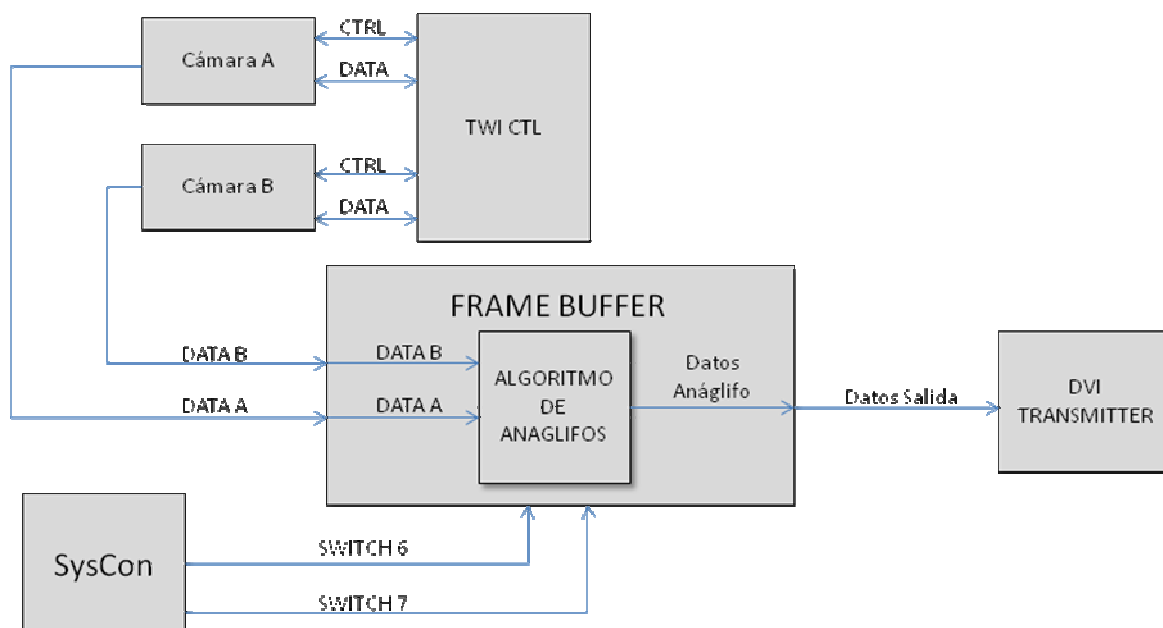 CTRL
Cámara A
DATA
TWI CTL
CTRL
Cámara B
DATA
FRAME BUFFER
DATA B
DATA B
DATA A
DATA A
ALGORITMO
DE
ANAGLIFOS
Datos
Anáglifo
Datos Salida
DVI
TRANSMITTER
SysCon
SWITCH 6
SWITCH 7